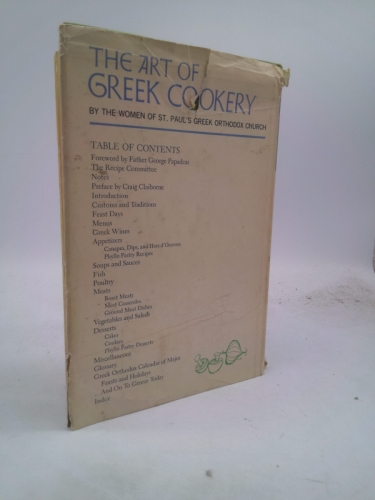 THE ART OF
GREEK COOKERY
BY THE WOMEN OF ST. PAUL'S GREEK ORTHODOX CHURCH
TABLE OF CONTENTS
Foreword by Father George Papadeas
The Recipe Committee
Notes
Preface by Craig Claiborne
Introduction
Customs and Traditions
Feast Days
Menus
Greek Wines
Appetizers
Canapes, Dips, and Hors d'Oeuvres
Phyllo Pastry Recipes
Soups and Sauces
Fish
Poultry
Meats
Roast Meats
Filled Casseroles
General Meat Dishes
Vegetables and Salads
Desserts
Cakes
Cookies
Phyllo Pastry Desserts
Miscellaneous
Glossary
Greek Orthodox Calendar of Major
Feasts and Holidays
And On To Greece Today
Index